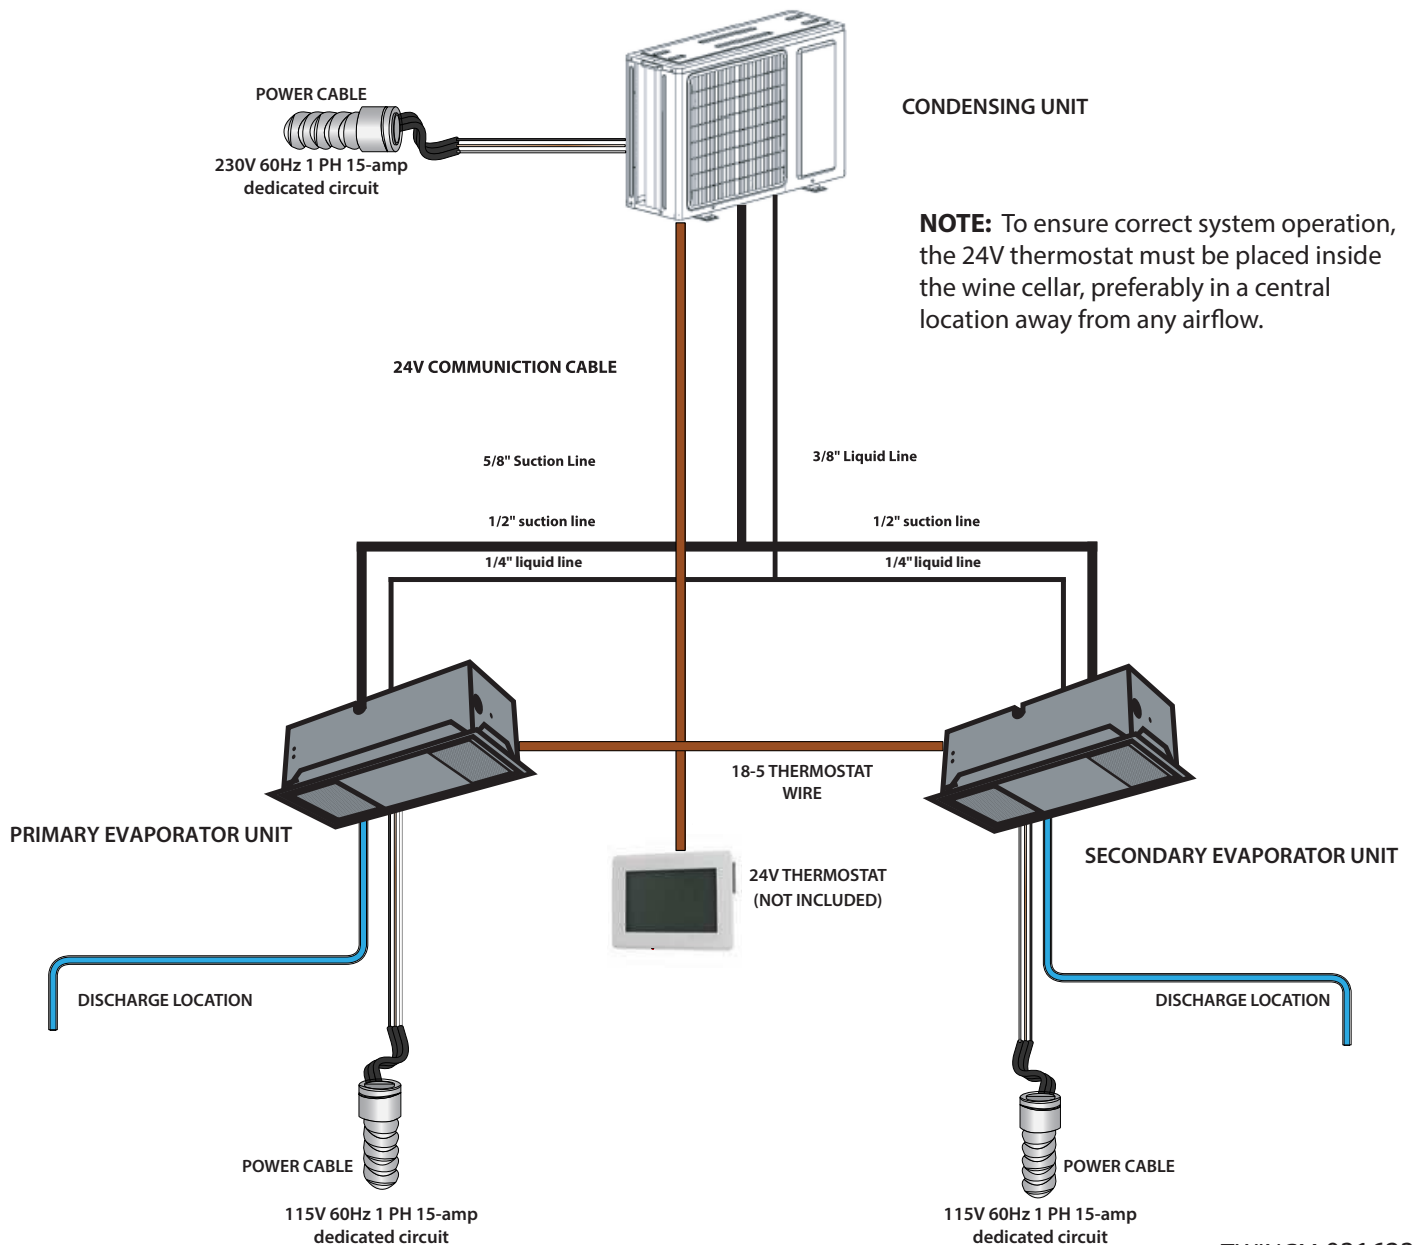 POWER CABLE
230V 60Hz 1 PH 15-amp
dedicated circuit
CONDENSING UNIT
NOTE: To ensure correct system operation,
the 24V thermostat must be placed inside
the wine cellar, preferably in a central
location away from any airflow.
24V COMMUNICTION CABLE
5/8" Suction Line
3/8" Liquid Line
1/2" suction line
1/2" suction line
1/4" liquid line
1/4" liquid line
18-5 THERMOSTAT
WIRE
PRIMARY EVAPORATOR UNIT
SECONDARY EVAPORATOR UNIT
24V THERMOSTAT
(NOT INCLUDED)
DISCHARGE LOCATION
DISCHARGE LOCATION
POWER CABLE
115V 60Hz 1 PH 15-amp
dedicated circuit
POWER CABLE
115V 60Hz 1 PH 15-amp
dedicated circuit